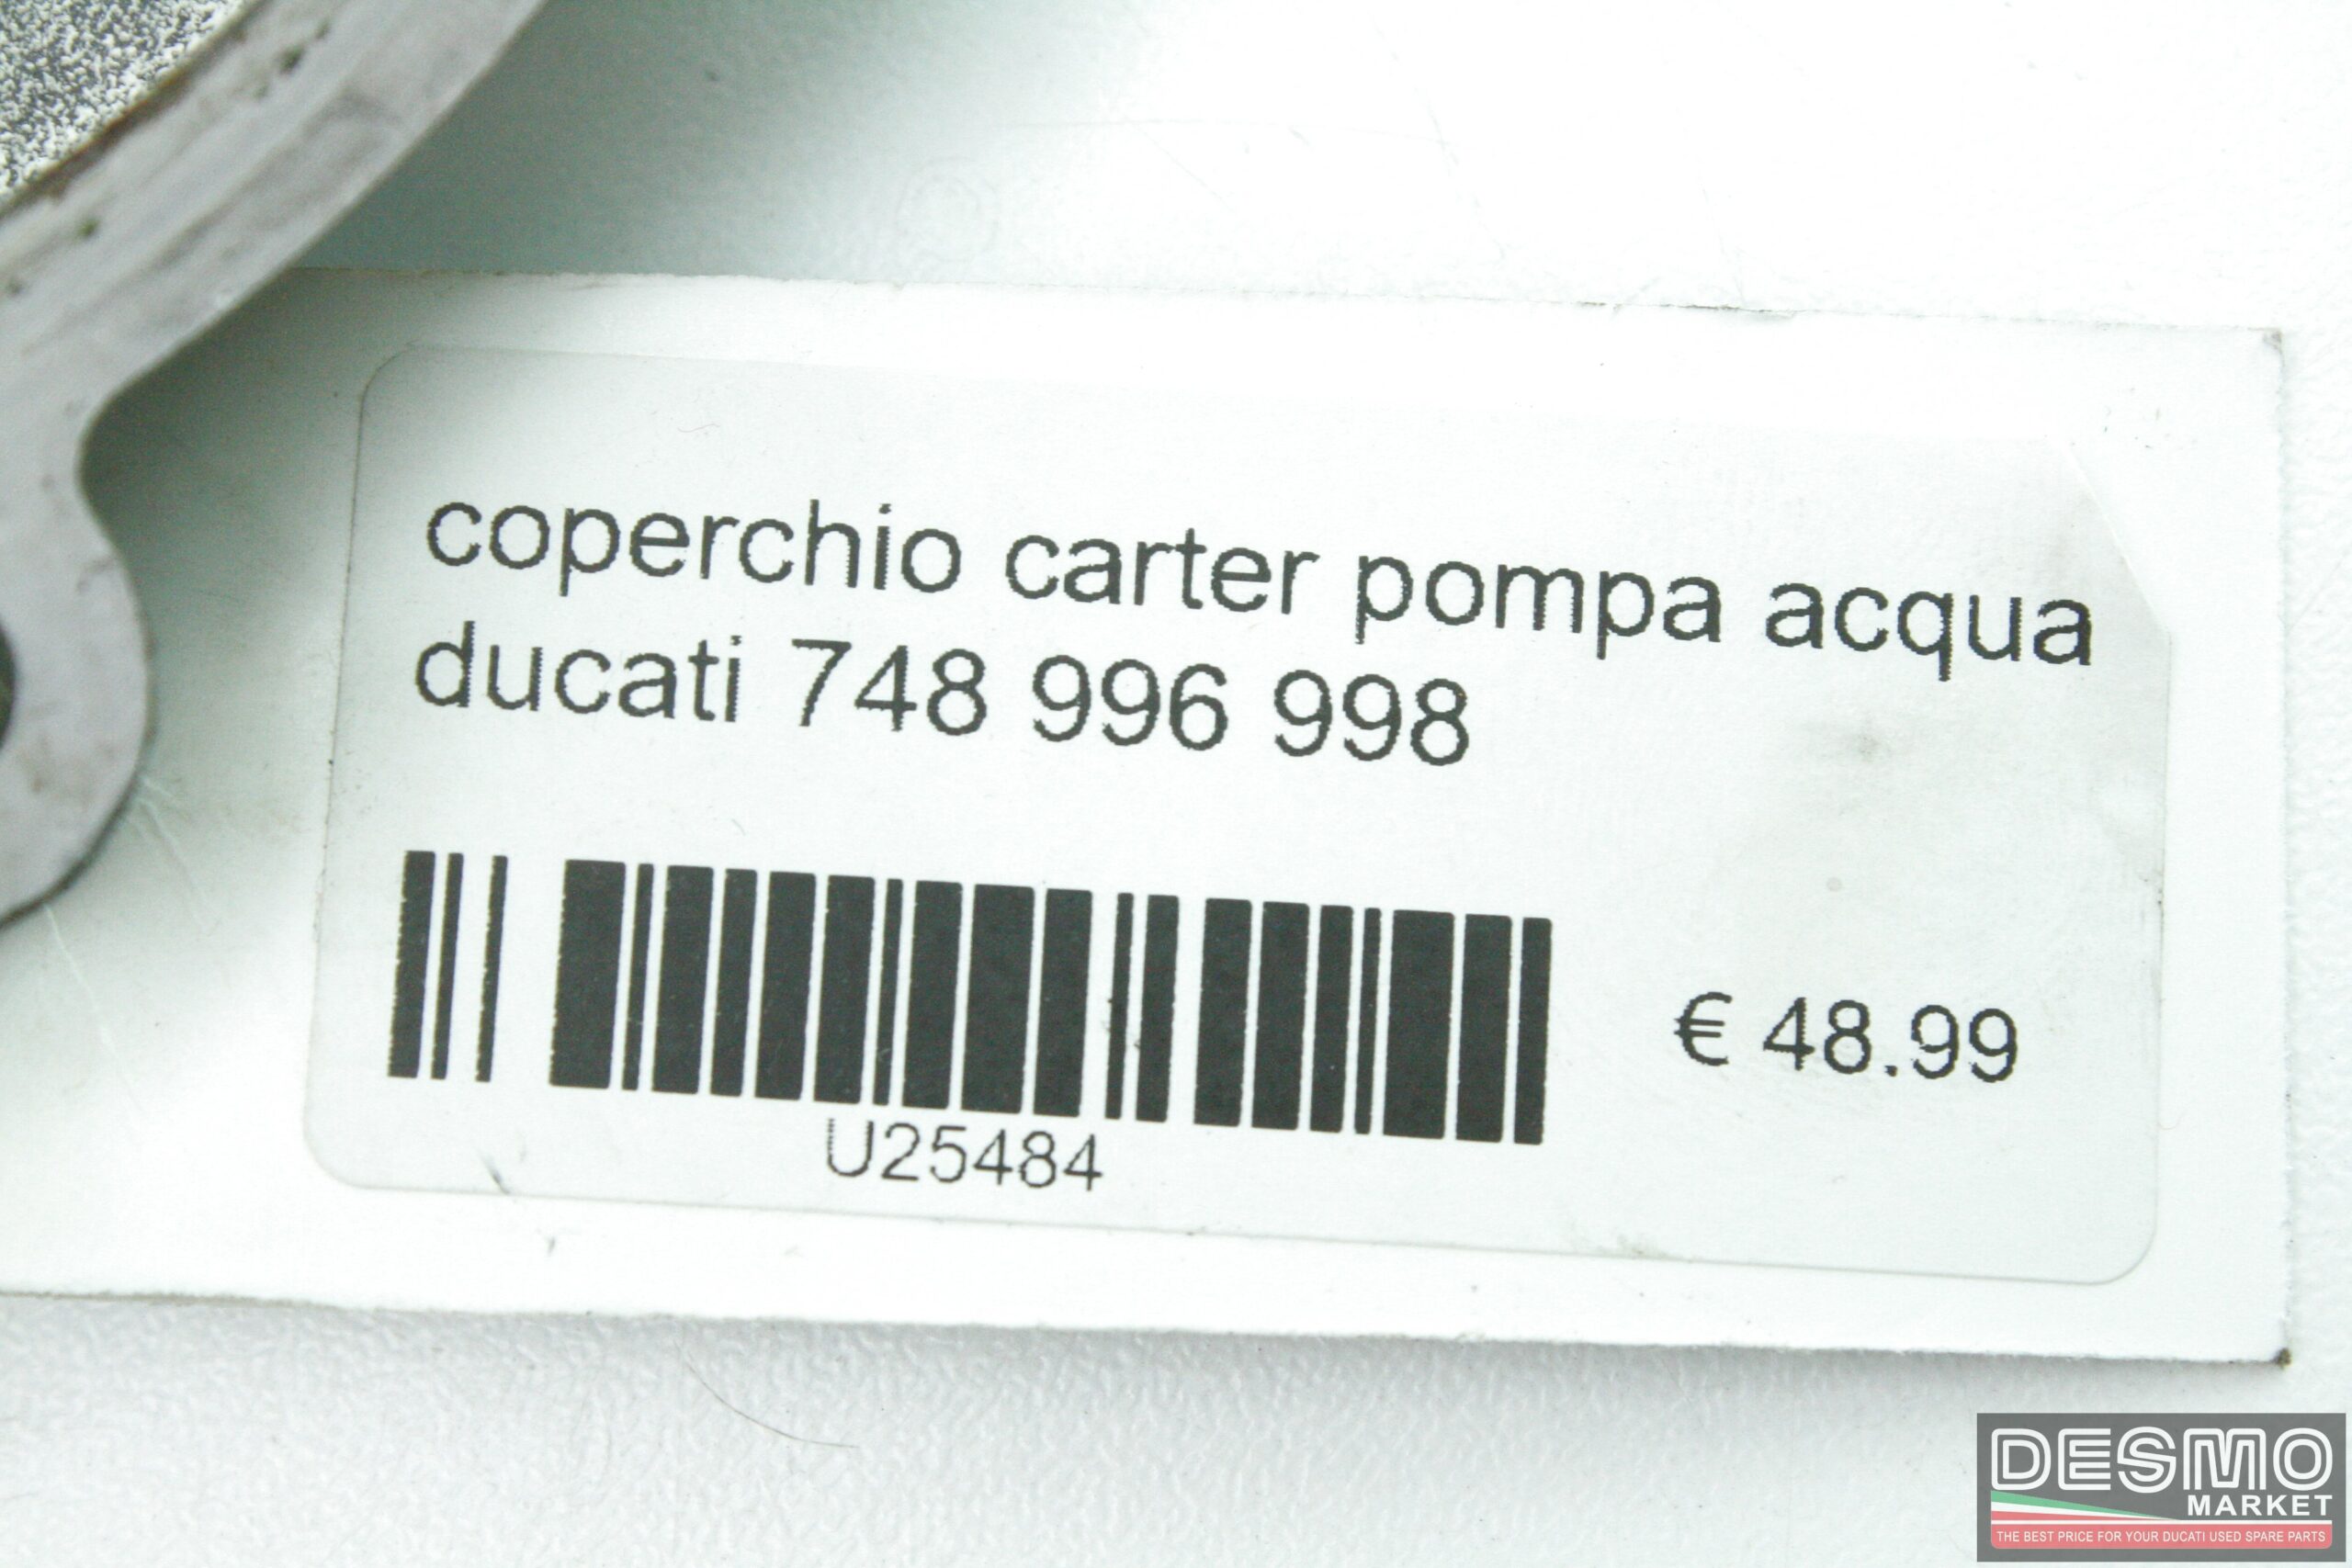 coperchio carter pompa acqua
ducati 748 996 998
€ 48.99
U25484
DESMO
MARKET
THE BEST PRICE FOR YOUR DUCATI USED SPARE PARTS